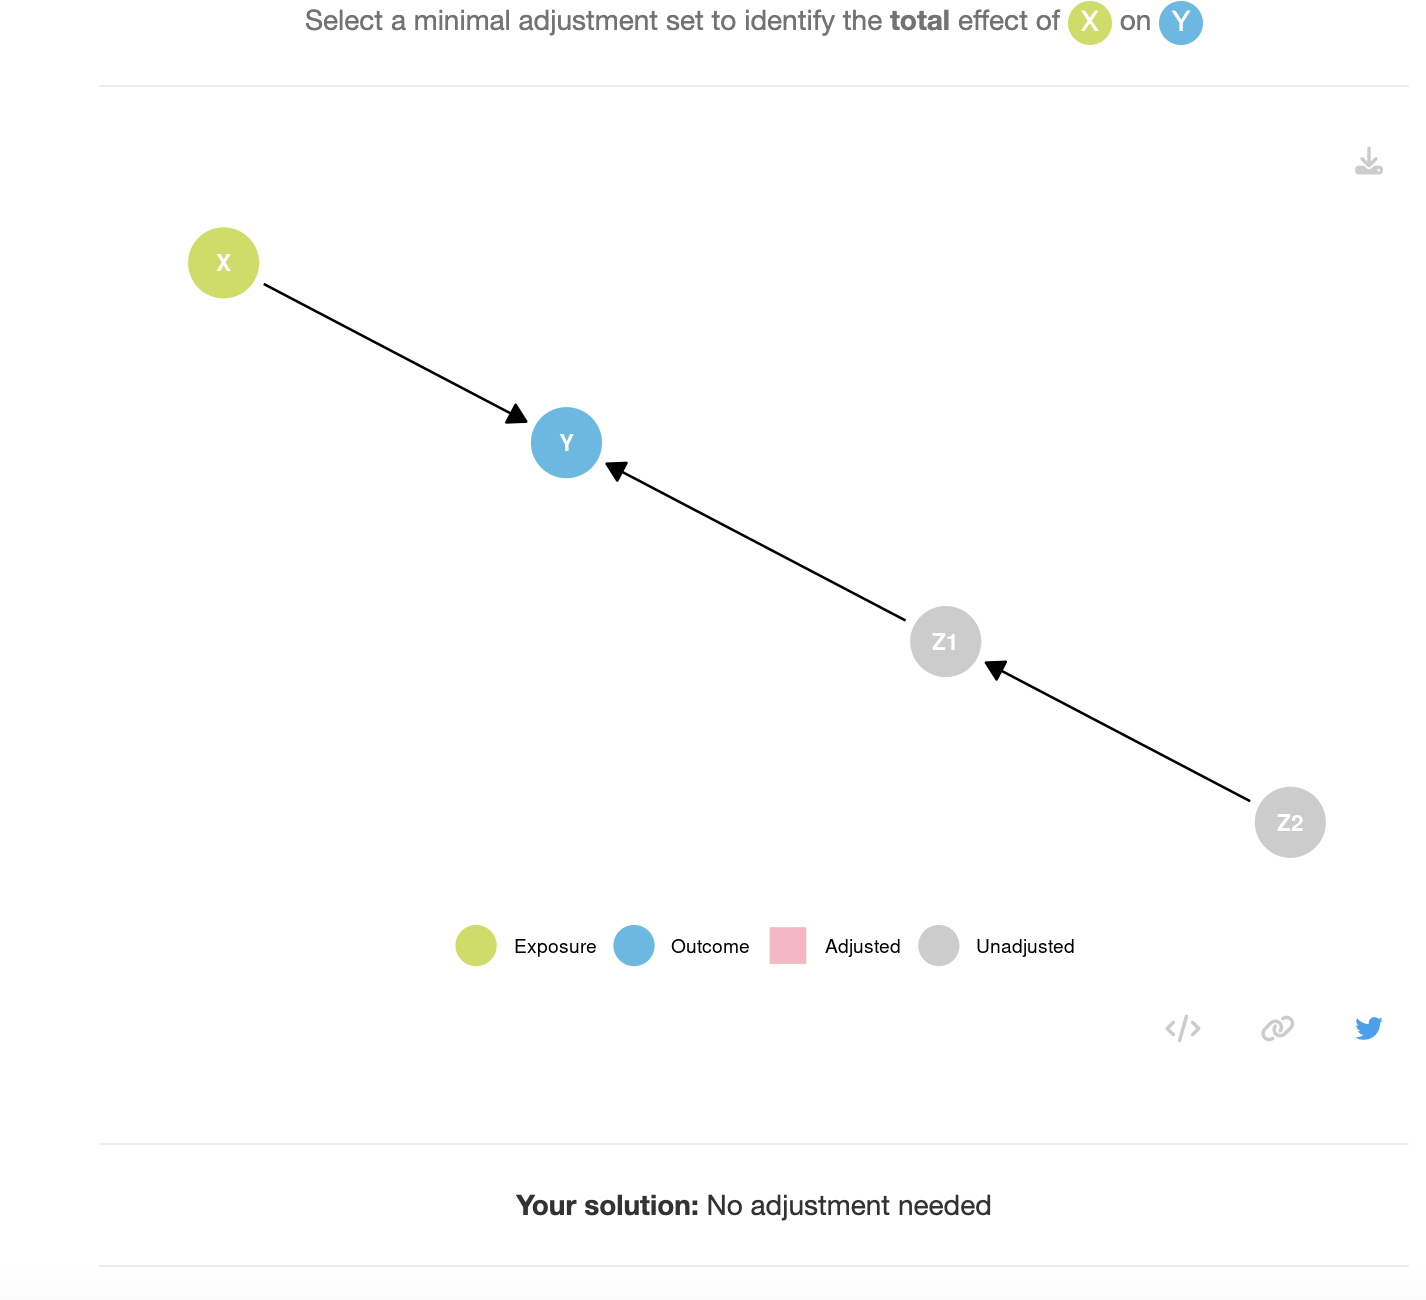 Select a minimal adjustment set to identify the total effect of X on Y
X
Y
Z1
Z2
Exposure Outcome Adjusted Unadjusted
</>
Your solution: No adjustment needed